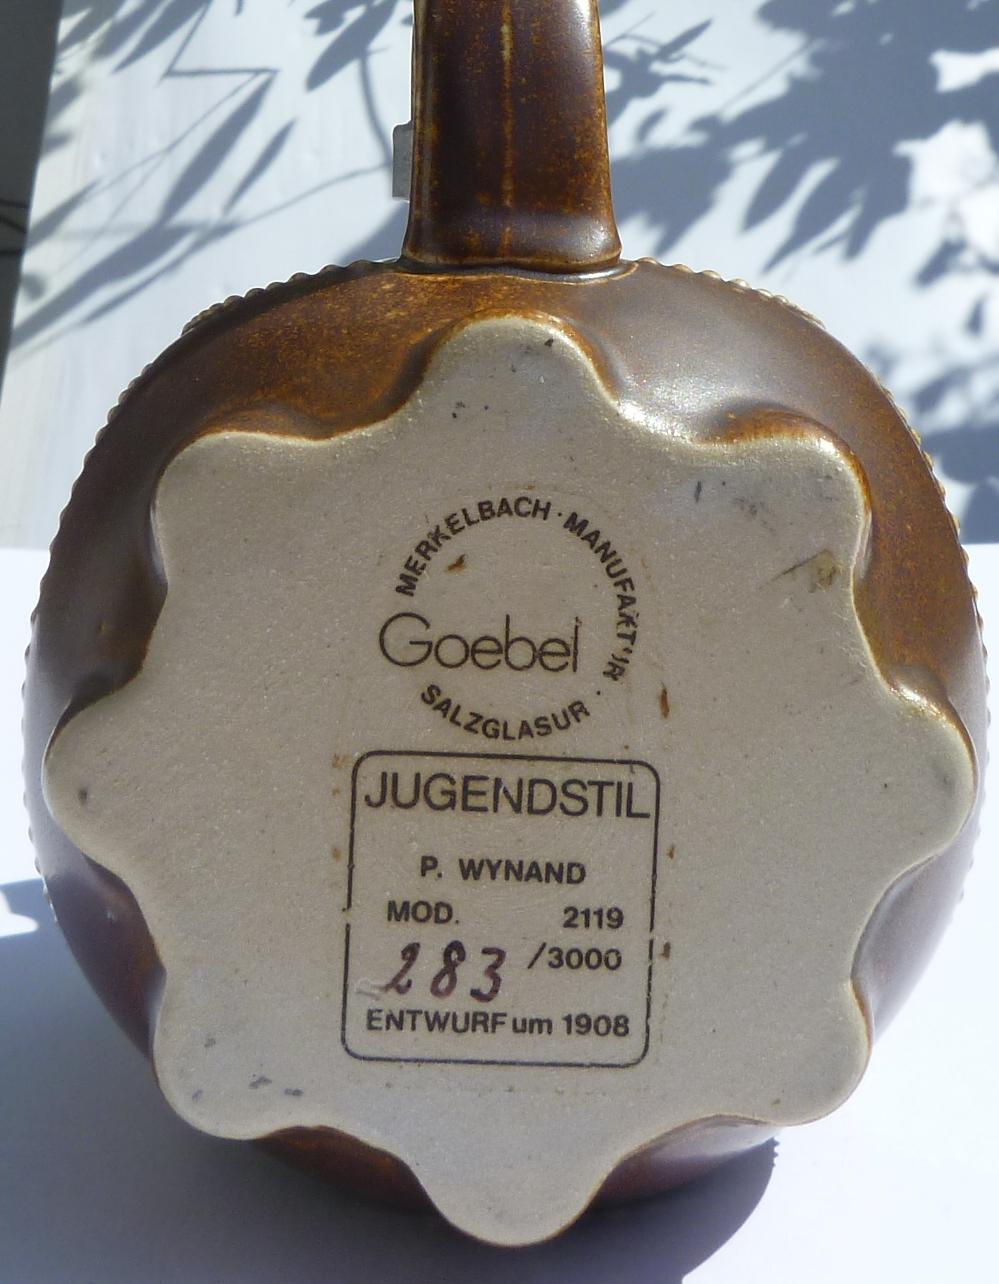 MERKELBACH · MANUFAKTUR ·
Goebel
SALZGLASUR
JUGENDSTIL
P. WYNAND
MOD. 2119
283 /3000
ENTWURF um 1908